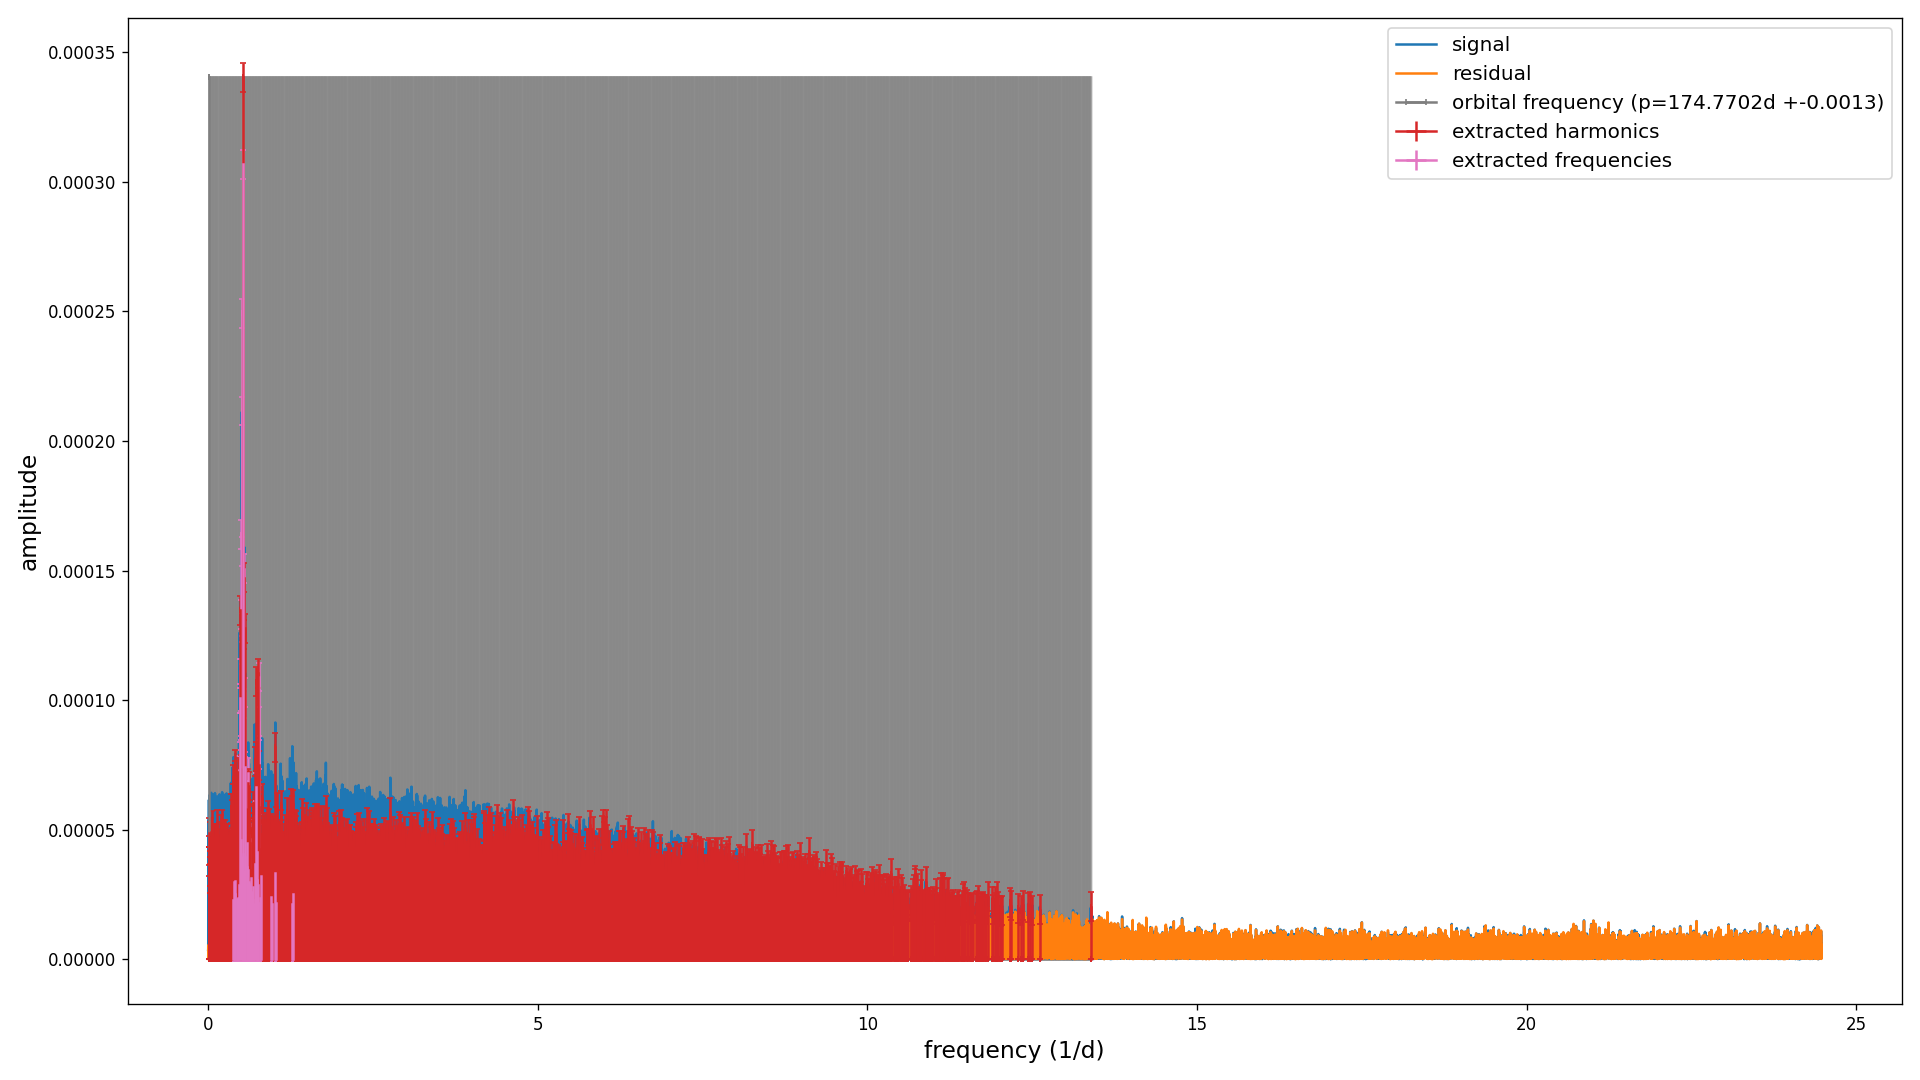 0.00035
0.00030
0.00025
0.00020
0.00015
0.00010
0.00005
0.00000
amplitude
0
5
10
15
20
25
frequency (1/d)
signal
residual
orbital frequency (p=174.7702d +-0.0013)
extracted harmonics
extracted frequencies